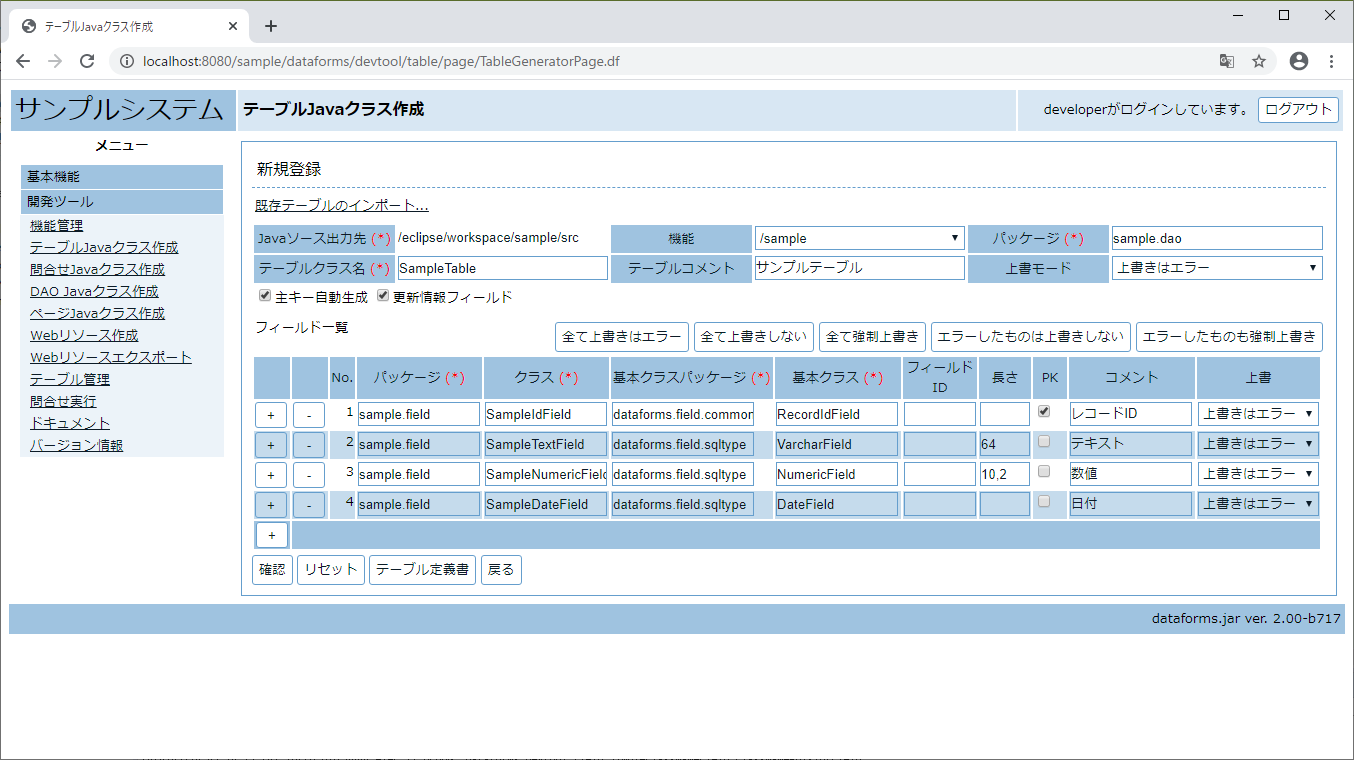 テーブルJavaクラス作成
localhost:8080/sample/dataforms/devtool/table/page/TableGeneratorPage.df
サンプルシステム テーブルJavaクラス作成 developerがログインしています。 ログアウト
メニュー
基本機能
開発ツール
機能管理
テーブルJavaクラス作成
問合せJavaクラス作成
DAO Javaクラス作成
ページJavaクラス作成
Webリソース作成
Webリソースエクスポート
テーブル管理
問合せ実行
ドキュメント
バージョン情報
新規登録
既存テーブルのインポート...
Javaソース出力先 (*) /eclipse/workspace/sample/src 機能 /sample パッケージ (*) sample.dao
テーブルクラス名 (*) SampleTable テーブルコメント サンプルテーブル 上書モード 上書きはエラー
主キー自動生成 更新情報フィールド
フィールド一覧 全て上書きはエラー 全て上書きしない 全て強制上書き エラーしたものは上書きしない エラーしたものも強制上書き
No. パッケージ (*) クラス (*) 基本クラスパッケージ (*) 基本クラス (*) フィールドID 長さ PK コメント 上書
+ - 1 sample.field SampleIdField dataforms.field.common RecordIdField レコードID 上書きはエラー
+ - 2 sample.field SampleTextField dataforms.field.sqltype VarcharField 64 テキスト 上書きはエラー
+ - 3 sample.field SampleNumericField dataforms.field.sqltype NumericField 10,2 数値 上書きはエラー
+ - 4 sample.field SampleDateField dataforms.field.sqltype DateField 日付 上書きはエラー
+
確認 リセット テーブル定義書 戻る
dataforms.jar ver. 2.00-b717